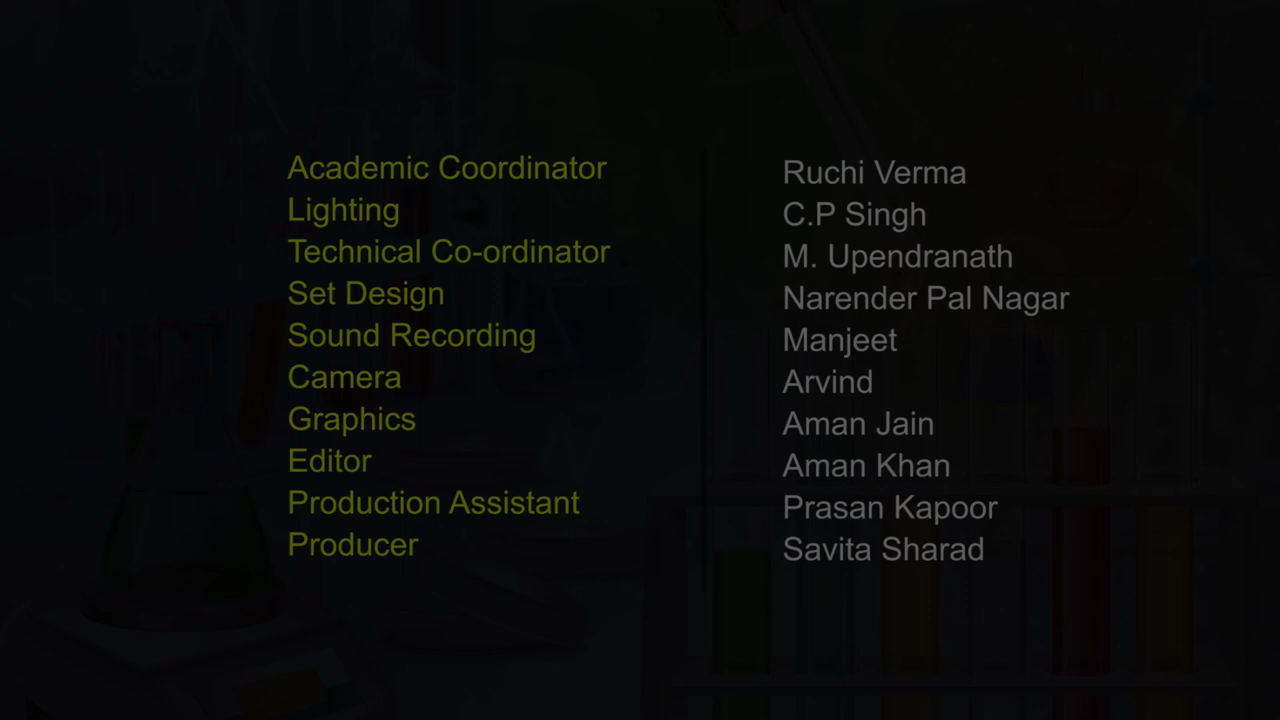 Academic Coordinator
Ruchi Verma
Lighting
C.P Singh
Technical Co-ordinator
M. Upendranath
Set Design
Narender Pal Nagar
Sound Recording
Manjeet
Camera
Arvind
Graphics
Aman Jain
Editor
Aman Khan
Production Assistant
Prasan Kapoor
Producer
Savita Sharad